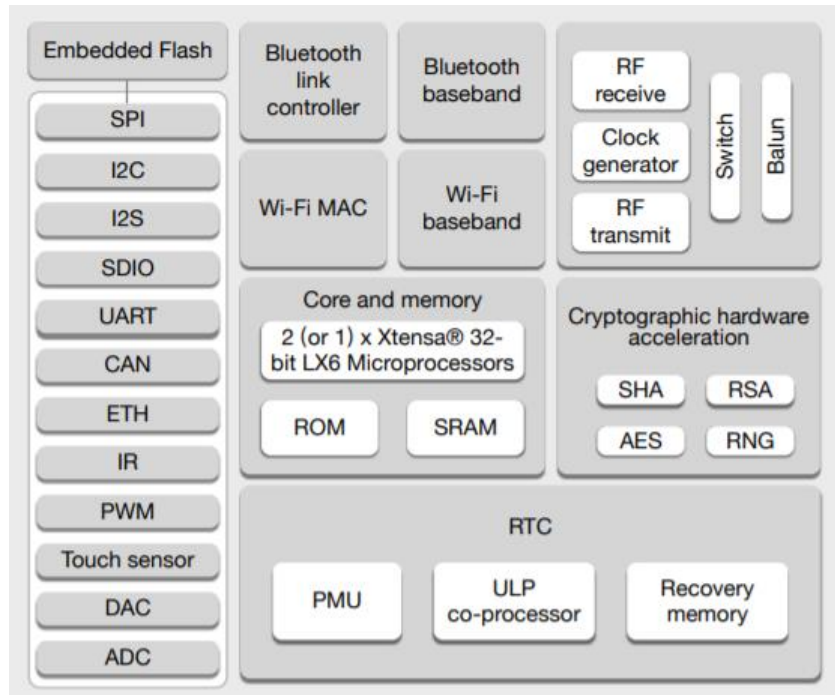 Embedded Flash
SPI
I2C
I2S
SDIO
UART
CAN
ETH
IR
PWM
Touch sensor
DAC
ADC
Bluetooth
link
controller
Bluetooth
baseband
Wi-Fi MAC
Wi-Fi
baseband
RF
receive
Clock
generator
RF
transmit
Switch
Balun
Core and memory
2 (or 1) x Xtensa® 32-
bit LX6 Microprocessors
ROM
SRAM
Cryptographic hardware
acceleration
SHA
RSA
AES
RNG
RTC
PMU
ULP
co-processor
Recovery
memory